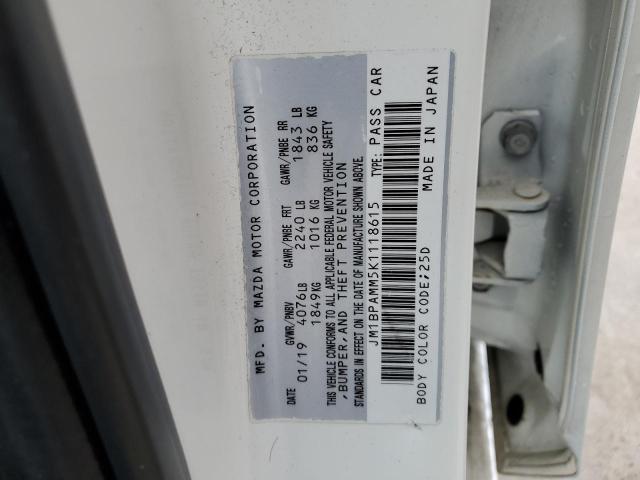 MFD. BY MAZDA MOTOR CORPORATION
GVWR/PNBV GAWR/PNBE FRT GAWR/PNBE RR
DATE 01/19 4076LB 2240 LB 1843 LB
1849KG 1016 KG 836 KG
THIS VEHICLE CONFORMS TO ALL APPLICABLE FEDERAL MOTOR VEHICLE SAFETY
,BUMPER,AND THEFT PREVENTION
STANDARDS IN EFFECT ON THE DATE OF MANUFACTURE SHOWN ABOVE.
JM1BPAMM5K1118615 TYPE: PASS CAR
BODY COLOR CODE:25D MADE IN JAPAN